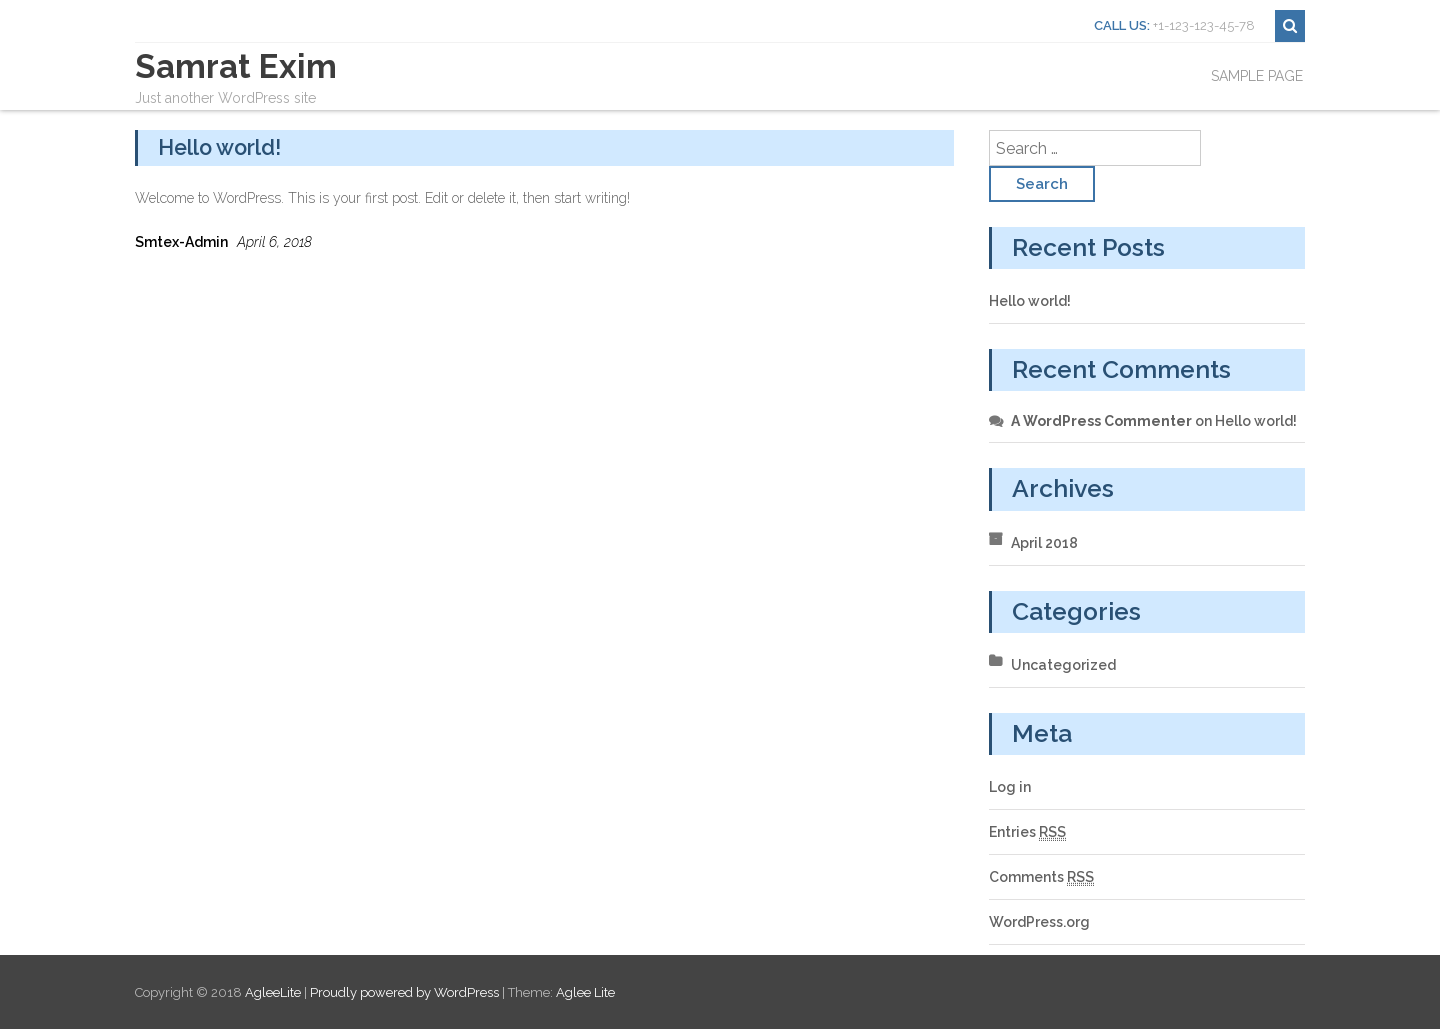 CALL US: +1-123-123-45-78
Samrat Exim
Just another WordPress site
SAMPLE PAGE
Hello world!
Welcome to WordPress. This is your first post. Edit or delete it, then start writing!
Smtex-Admin April 6, 2018
Search …
Search
Recent Posts
Hello world!
Recent Comments
A WordPress Commenter on Hello world!
Archives
April 2018
Categories
Uncategorized
Meta
Log in
Entries RSS
Comments RSS
WordPress.org
Copyright © 2018 AgleeLite | Proudly powered by WordPress | Theme: Aglee Lite